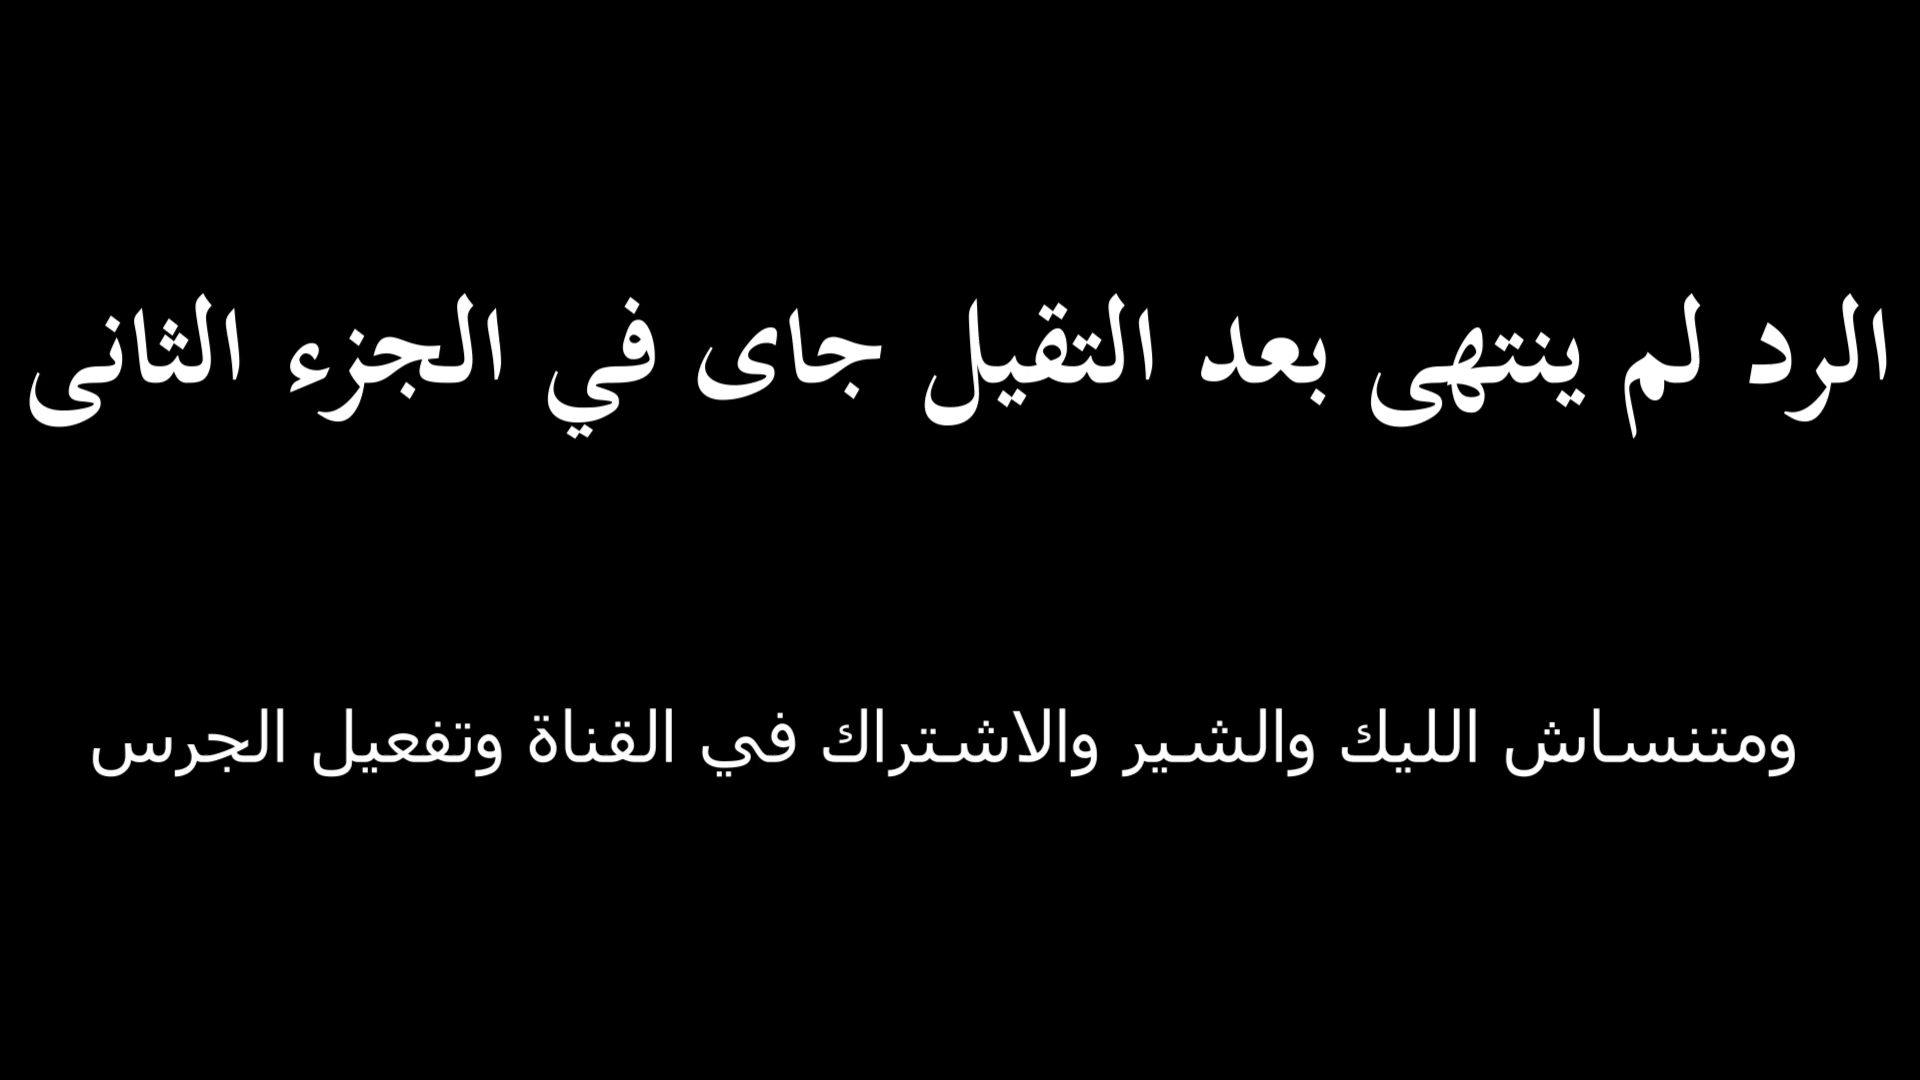 الرد لم ينتهى بعد التقيل جاى في الجزء الثانى
ومتنساش الليك والشير والاشتراك في القناة وتفعيل الجرس